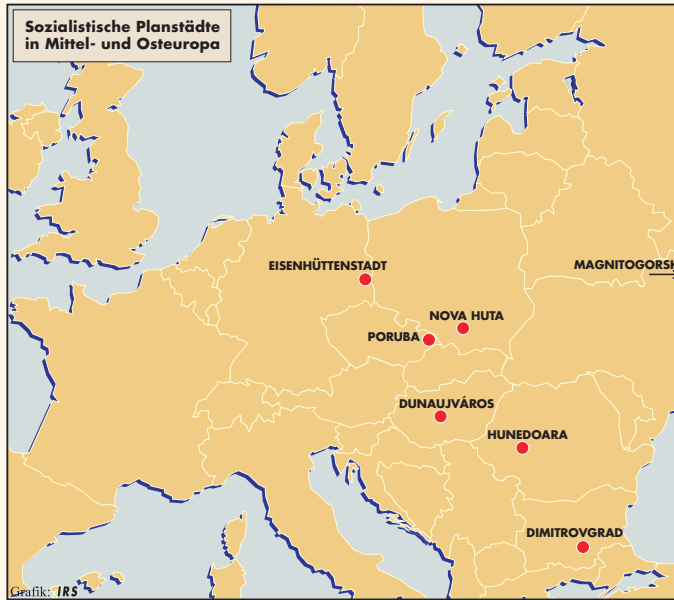 Sozialistische Planstädte
in Mittel- und Osteuropa
EISENHÜTTENSTADT
MAGNITOGORSK
NOVA HUTA
PORUBA
DUNAUJVÁROS
HUNEDOARA
DIMITROVGRAD
Grafik: IRS